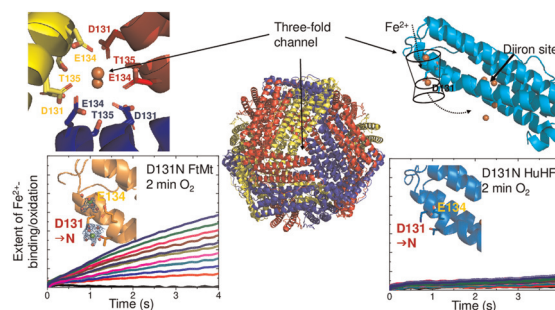 Three-fold
channel
D131
E134
T135
T135
E134
D131
E134
T135
D131
Fe2+
Diiron site
D131
D131N FtMt
2 min O2
E134
D131
→N
Extent of Fe2+-
binding/oxidation
0
1
2
3
4
Time (s)
D131N HuHF
2 min O2
E134
D131
→N
0
1
2
3
Time (s)